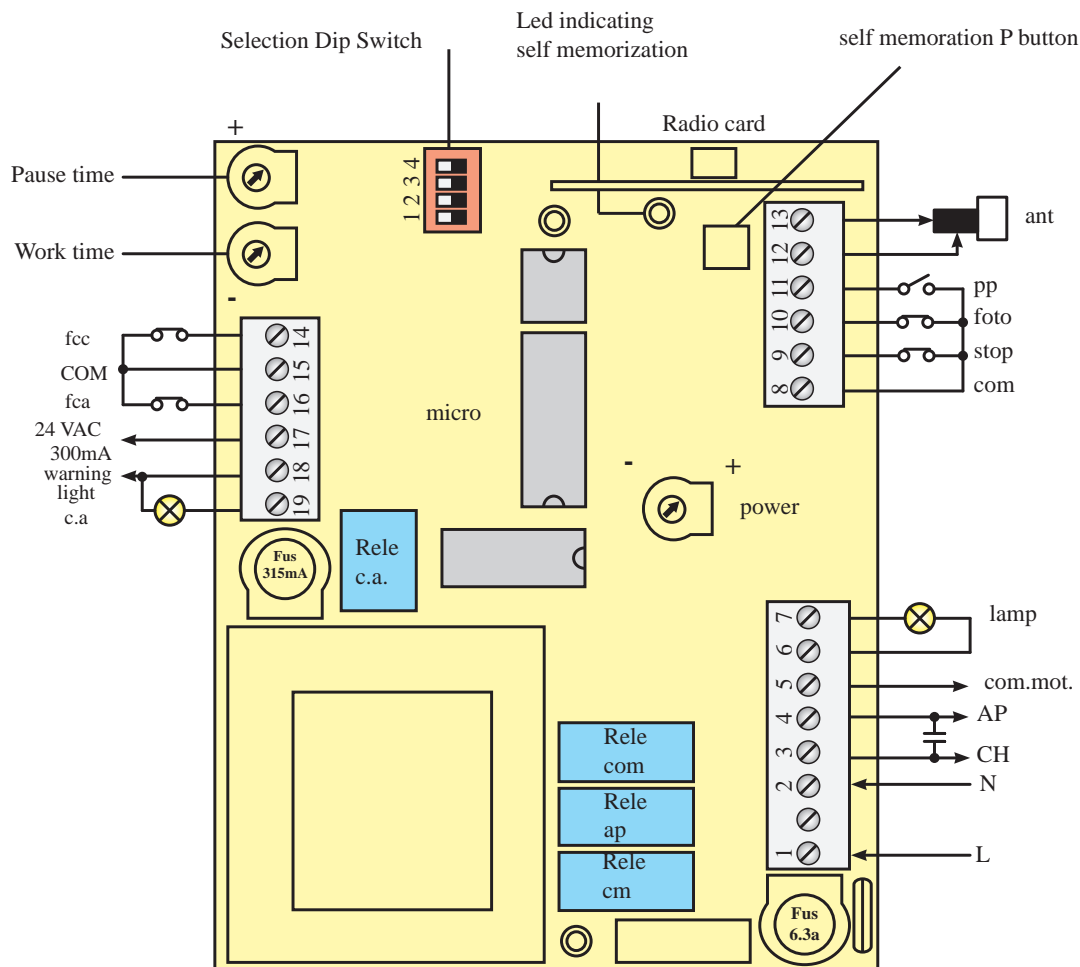 Led indicating
self memorization
Selection Dip Switch
self memoration P button
Radio card
+
Pause time
Work time
-
1 2 3 4
13
12
11
10
9
8
ant
pp
foto
stop
com
fcc
COM
fca
24 VAC
300mA
warning
light
c.a
14
15
16
17
18
19
micro
-
+
power
Fus
315mA
Rele
c.a.
7
6
5
4
3
2
1
lamp
com.mot.
AP
CH
N
L
Rele
com
Rele
ap
Rele
cm
Fus
6.3a